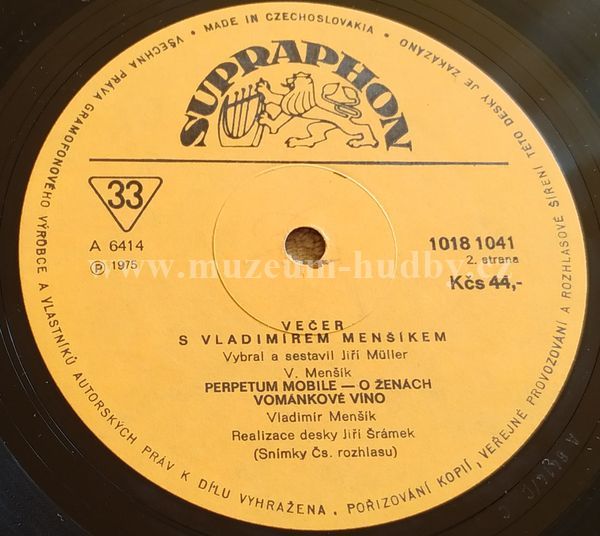 • MADE IN CZECHOSLOVAKIA •
SUPRAPHON
33
A 6414
Ⓟ 1975
1018 1041
2. strana
Kčs 44,-
www.muzeum-hudby.cz
VEČER
S VLADIMÍREM MENŠÍKEM
Vybral a sestavil Jiří Müller
V. Menšík
PERPETUM MOBILE — O ŽENÁCH
VOMÁNKOVÉ VÍNO
Vladimír Menšík
Realizace desky Jiří Šrámek
(Snímky Čs. rozhlasu)
VŠECHNA PRÁVA GRAMOFONOVÉHO VÝROBCE A VLASTNÍKŮ AUTORSKÝCH PRÁV K DÍLU VYHRAŽENA, POŘIZOVÁNÍ KOPIÍ, VEŘEJNÉ PROVOZOVÁNÍ A ROZHLASOVÉ ŠÍŘENÍ TÉTO DESKY JE ZAKÁZÁNO